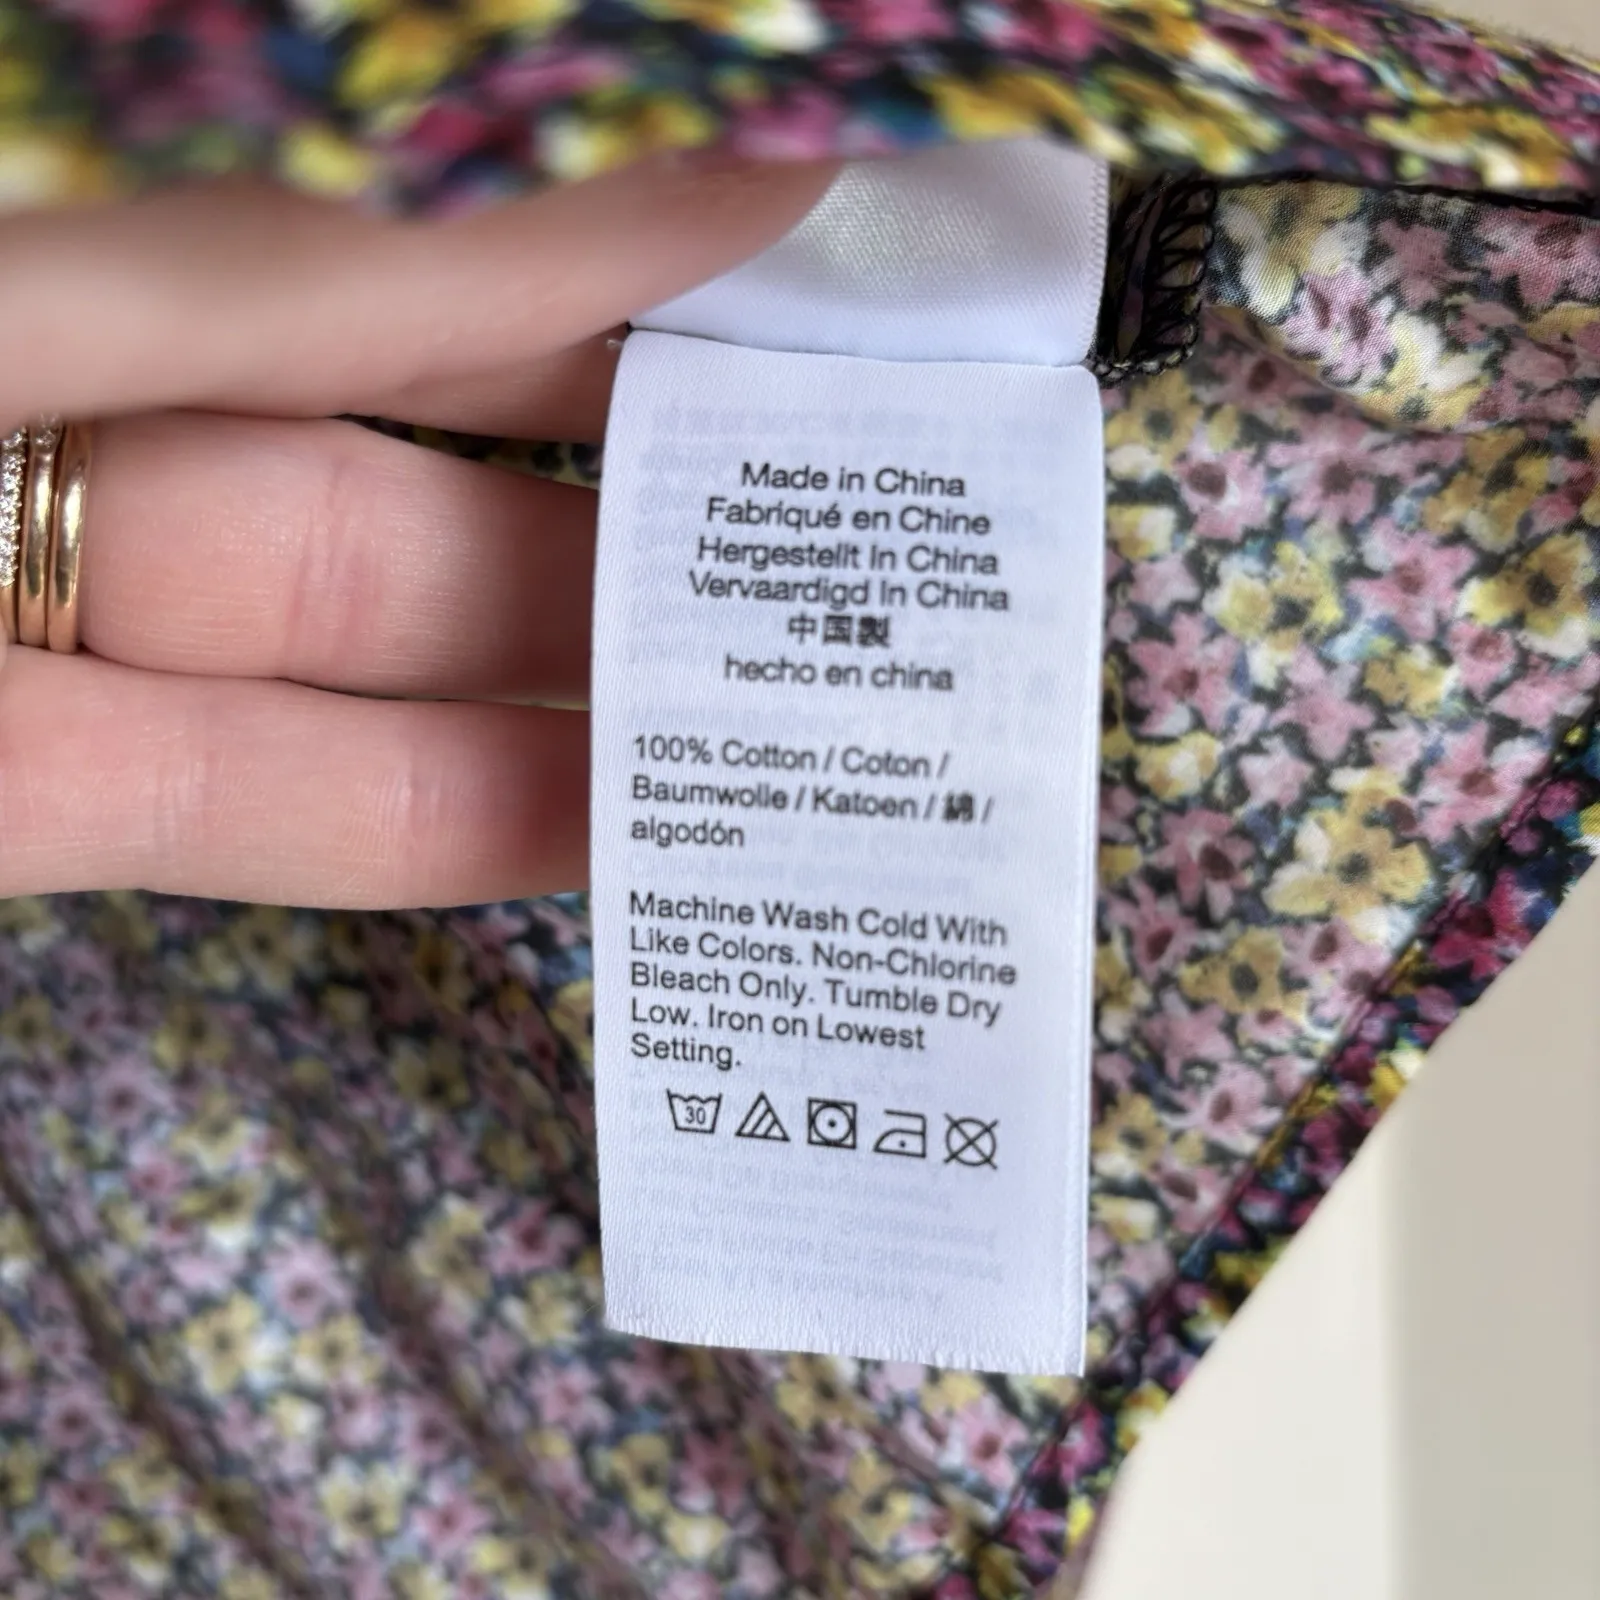 Made in China
Fabriqué en Chine
Hergestellt In China
Vervaardigd In China
中国製
hecho en china
100% Cotton / Coton /
Baumwolle / Katoen / 綿 /
algodón
Machine Wash Cold With
Like Colors. Non-Chlorine
Bleach Only. Tumble Dry
Low. Iron on Lowest
Setting.
30